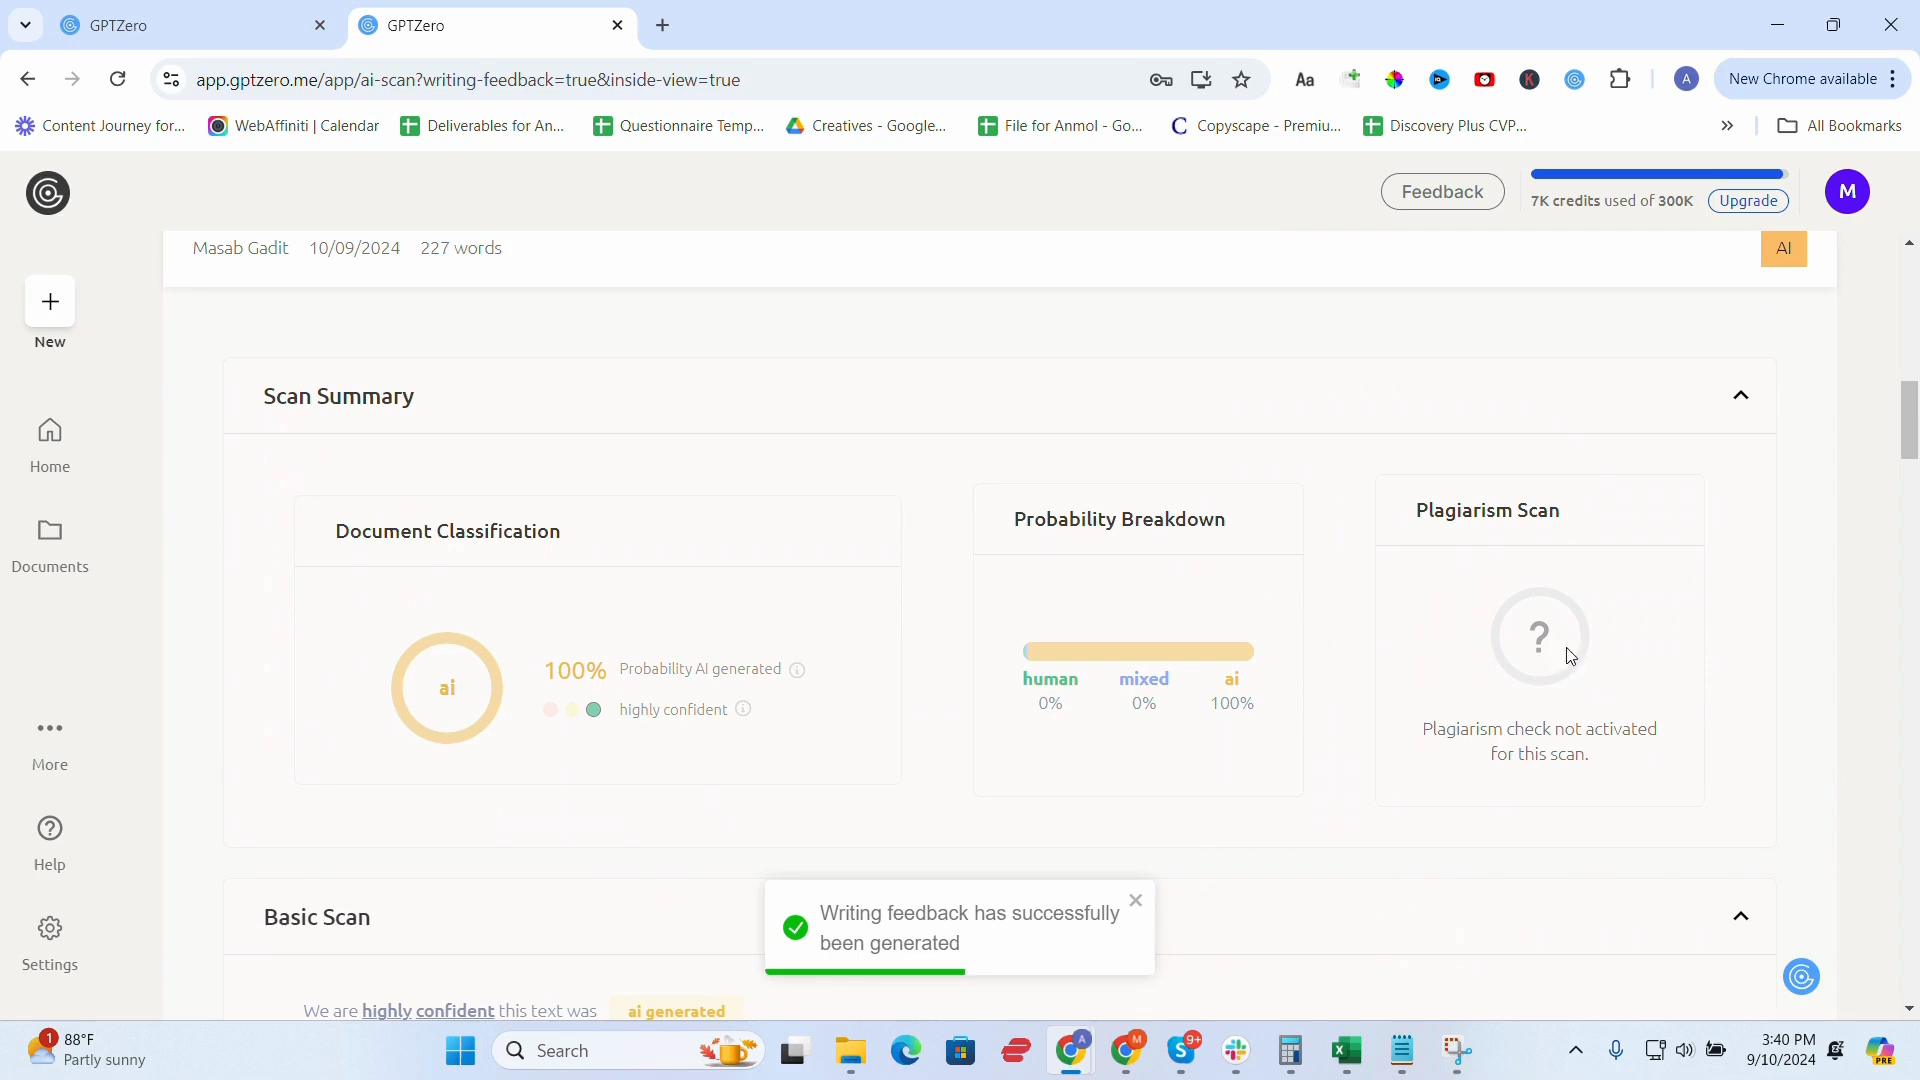 GPTZero
GPTZero
app.gptzero.me/app/ai-scan?writing-feedback=true&inside-view=true
Aa
K
A
New Chrome available
Content Journey for...
WebAffiniti | Calendar
Deliverables for An...
Questionnaire Temp...
Creatives - Google...
File for Anmol - Go...
C Copyscape - Premiu...
Discovery Plus CVP...
All Bookmarks
Feedback
7K credits used of 300K
Upgrade
M
Masab Gadit 10/09/2024 227 words
AI
New
Home
Documents
More
Help
Settings
Scan Summary
Document Classification
ai
100% Probability AI generated
highly confident
Probability Breakdown
human mixed ai
0% 0% 100%
Plagiarism Scan
?
Plagiarism check not activated
for this scan.
Basic Scan
We are highly confident this text was ai generated
Writing feedback has successfully
been generated
1
88°F
Partly sunny
Search
A
M
S
9+
PRE
3:40 PM
9/10/2024